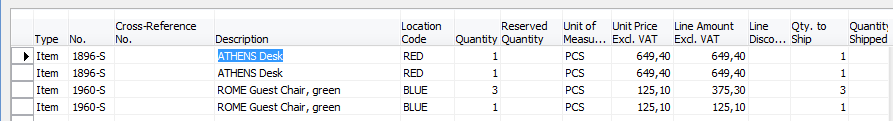 Type No. Cross-Reference No. Description Location Code Quantity Reserved Quantity Unit of Measu... Unit Price Excl. VAT Line Amount Excl. VAT Line Disco... Qty. to Ship Quantity Shipped
Item 1896-S ATHENS Desk RED 1 PCS 649,40 649,40 1
Item 1896-S ATHENS Desk RED 1 PCS 649,40 649,40 1
Item 1960-S ROME Guest Chair, green BLUE 3 PCS 125,10 375,30 3
Item 1960-S ROME Guest Chair, green BLUE 1 PCS 125,10 125,10 1